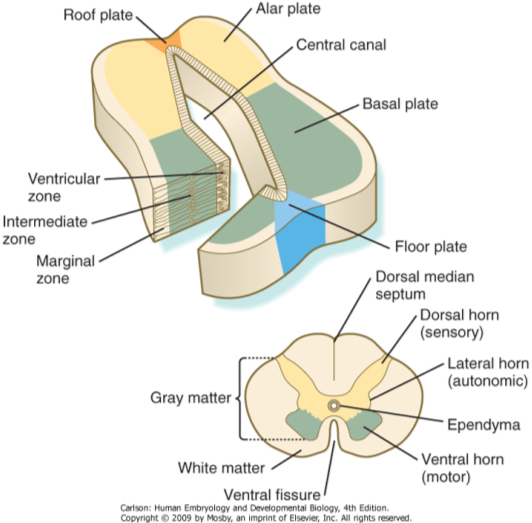 Roof plate
Alar plate
Central canal
Basal plate
Ventricular
zone
Intermediate
zone
Marginal
zone
Floor plate
Dorsal median
septum
Dorsal horn
(sensory)
Lateral horn
(autonomic)
Gray matter
Ependyma
Ventral horn
(motor)
White matter
Ventral fissure
Carlson: Human Embryology and Developmental Biology, 4th Edition.
Copyright © 2009 by Mosby, an imprint of Elsevier, Inc. All rights reserved.